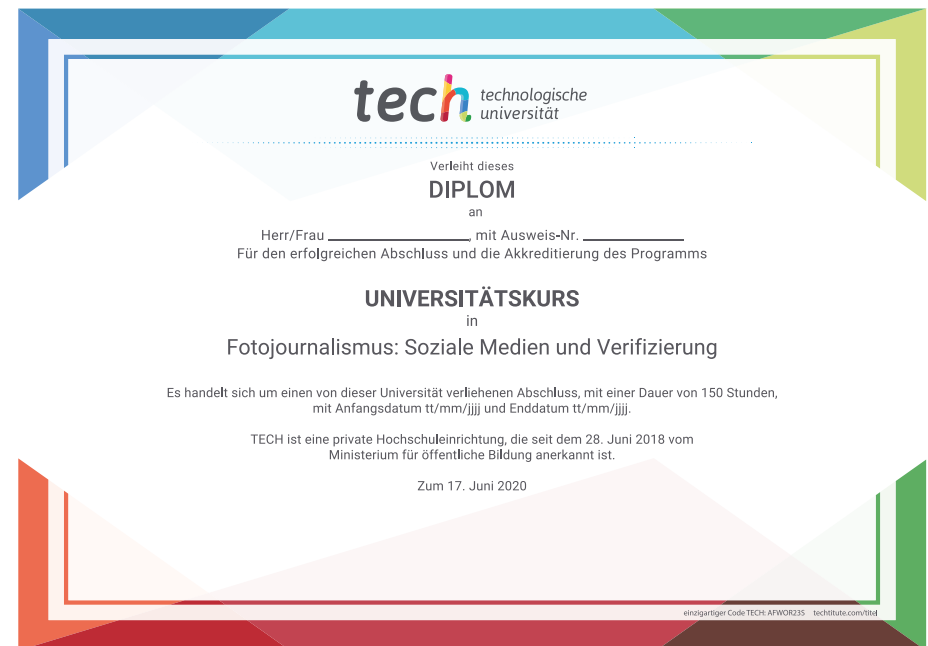 tech technologische
universität
Verleiht dieses
DIPLOM
an
Herr/Frau ____________________, mit Ausweis-Nr. ______________
Für den erfolgreichen Abschluss und die Akkreditierung des Programms
UNIVERSITÄTSKURS
in
Fotojournalismus: Soziale Medien und Verifizierung
Es handelt sich um einen von dieser Universität verliehenen Abschluss, mit einer Dauer von 150 Stunden,
mit Anfangsdatum tt/mm/jjjj und Enddatum tt/mm/jjjj.
TECH ist eine private Hochschuleinrichtung, die seit dem 28. Juni 2018 vom
Ministerium für öffentliche Bildung anerkannt ist.
Zum 17. Juni 2020
einzigartiger Code TECH: AFWOR23S techtitute.com/titel